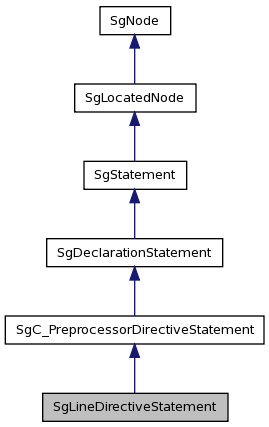 SgNode
SgLocatedNode
SgStatement
SgDeclarationStatement
SgC_PreprocessorDirectiveStatement
SgLineDirectiveStatement